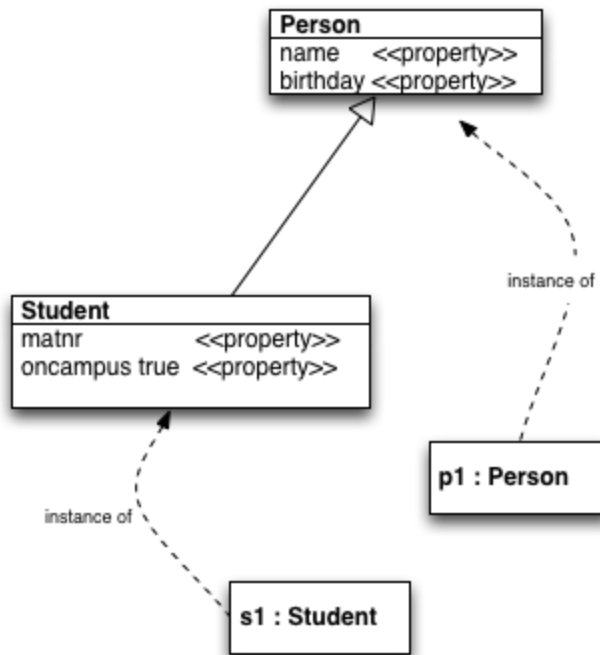 Person
name <<property>>
birthday <<property>>
instance of
Student
matnr <<property>>
oncampus true <<property>>
p1 : Person
instance of
s1 : Student